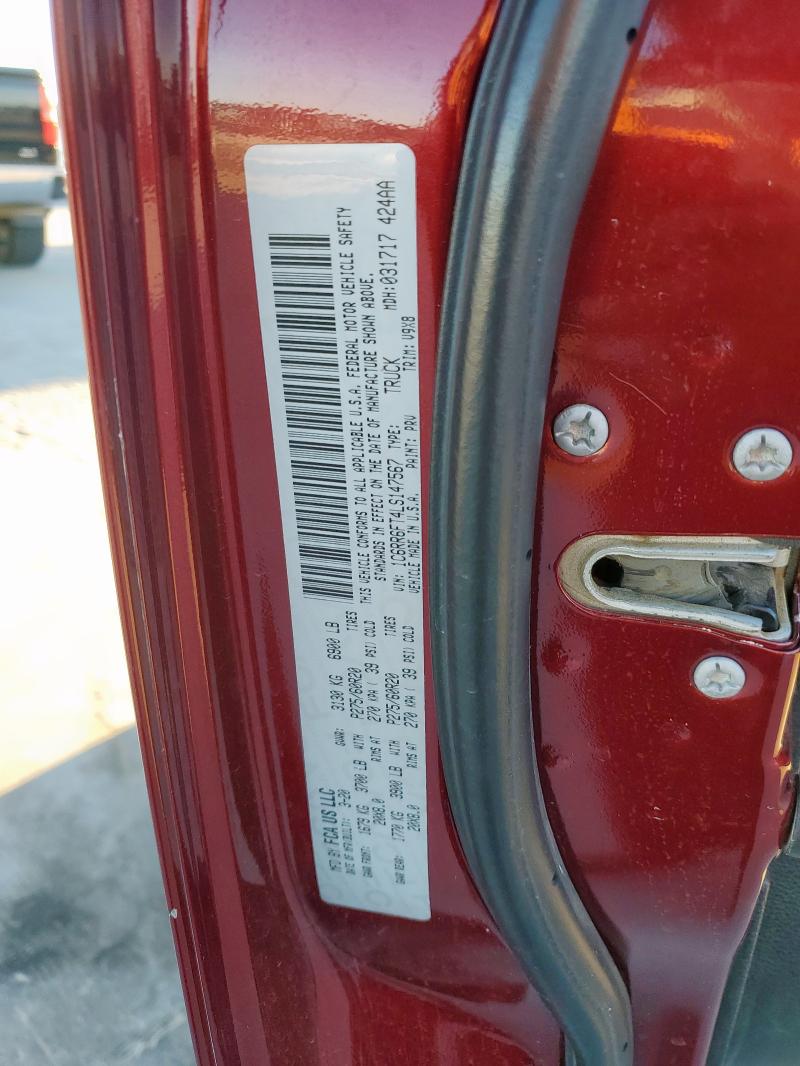 MFD BY FCA US LLC
DATE OF MFR/BUILT: 3-20 GVWR: 3130 KG 6900 LB
GAWR FRONT: 1679 KG 3700 LB WITH P275/60R20 TIRES
20X8.0 RIMS AT 270 KPA ( 39 PSI) COLD
GAWR REAR: 1770 KG 3900 LB WITH P275/60R20 TIRES
20X8.0 RIMS AT 270 KPA ( 39 PSI) COLD
THIS VEHICLE CONFORMS TO ALL APPLICABLE U.S.A. FEDERAL MOTOR VEHICLE SAFETY
STANDARDS IN EFFECT ON THE DATE OF MANUFACTURE SHOWN ABOVE.
VIN: 1C6RR6FT4LS147567 TYPE: TRUCK MDH:031717 424AA
VEHICLE MADE IN U.S.A. PAINT: PRV TRIM: V9X8